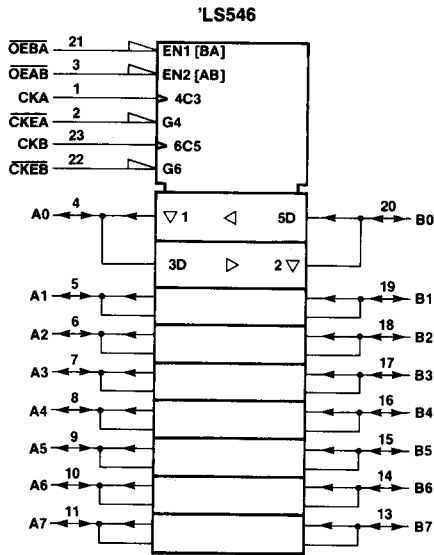 'LS546
OEBA 21 EN1 [BA]
OEAB 3 EN2 [AB]
CKA 1 4C3
CKEA 2 G4
CKB 23 6C5
CKEB 22 G6
A0 4 ▽ 1 ◁ 5D 20 B0
3D ▷ 2 ▽
A1 5 19 B1
A2 6 18 B2
A3 7 17 B3
A4 8 16 B4
A5 9 15 B5
A6 10 14 B6
A7 11 13 B7